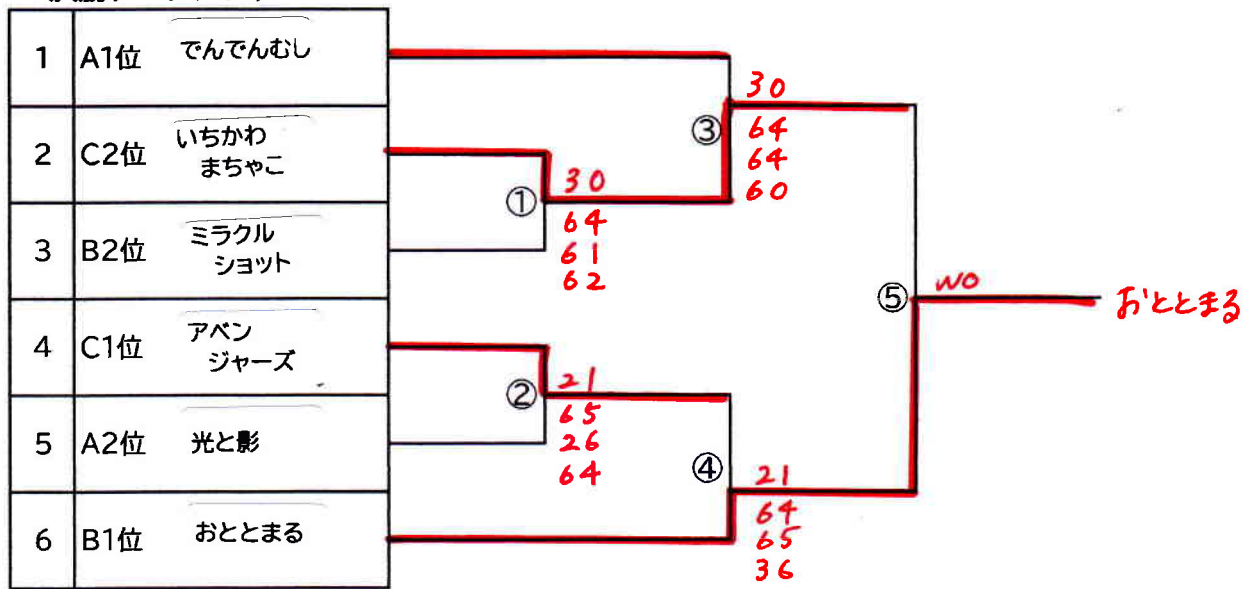 1 A1位 でんでんむし
2 C2位 いちかわ
まちゃこ
3 B2位 ミラクル
ショット
4 C1位 アベン
ジャーズ
5 A2位 光と影
6 B1位 おととまる
① 30
64
61
62
② 21
65
26
64
③ 30
64
64
60
④ 21
64
65
36
⑤ WO
おととまる